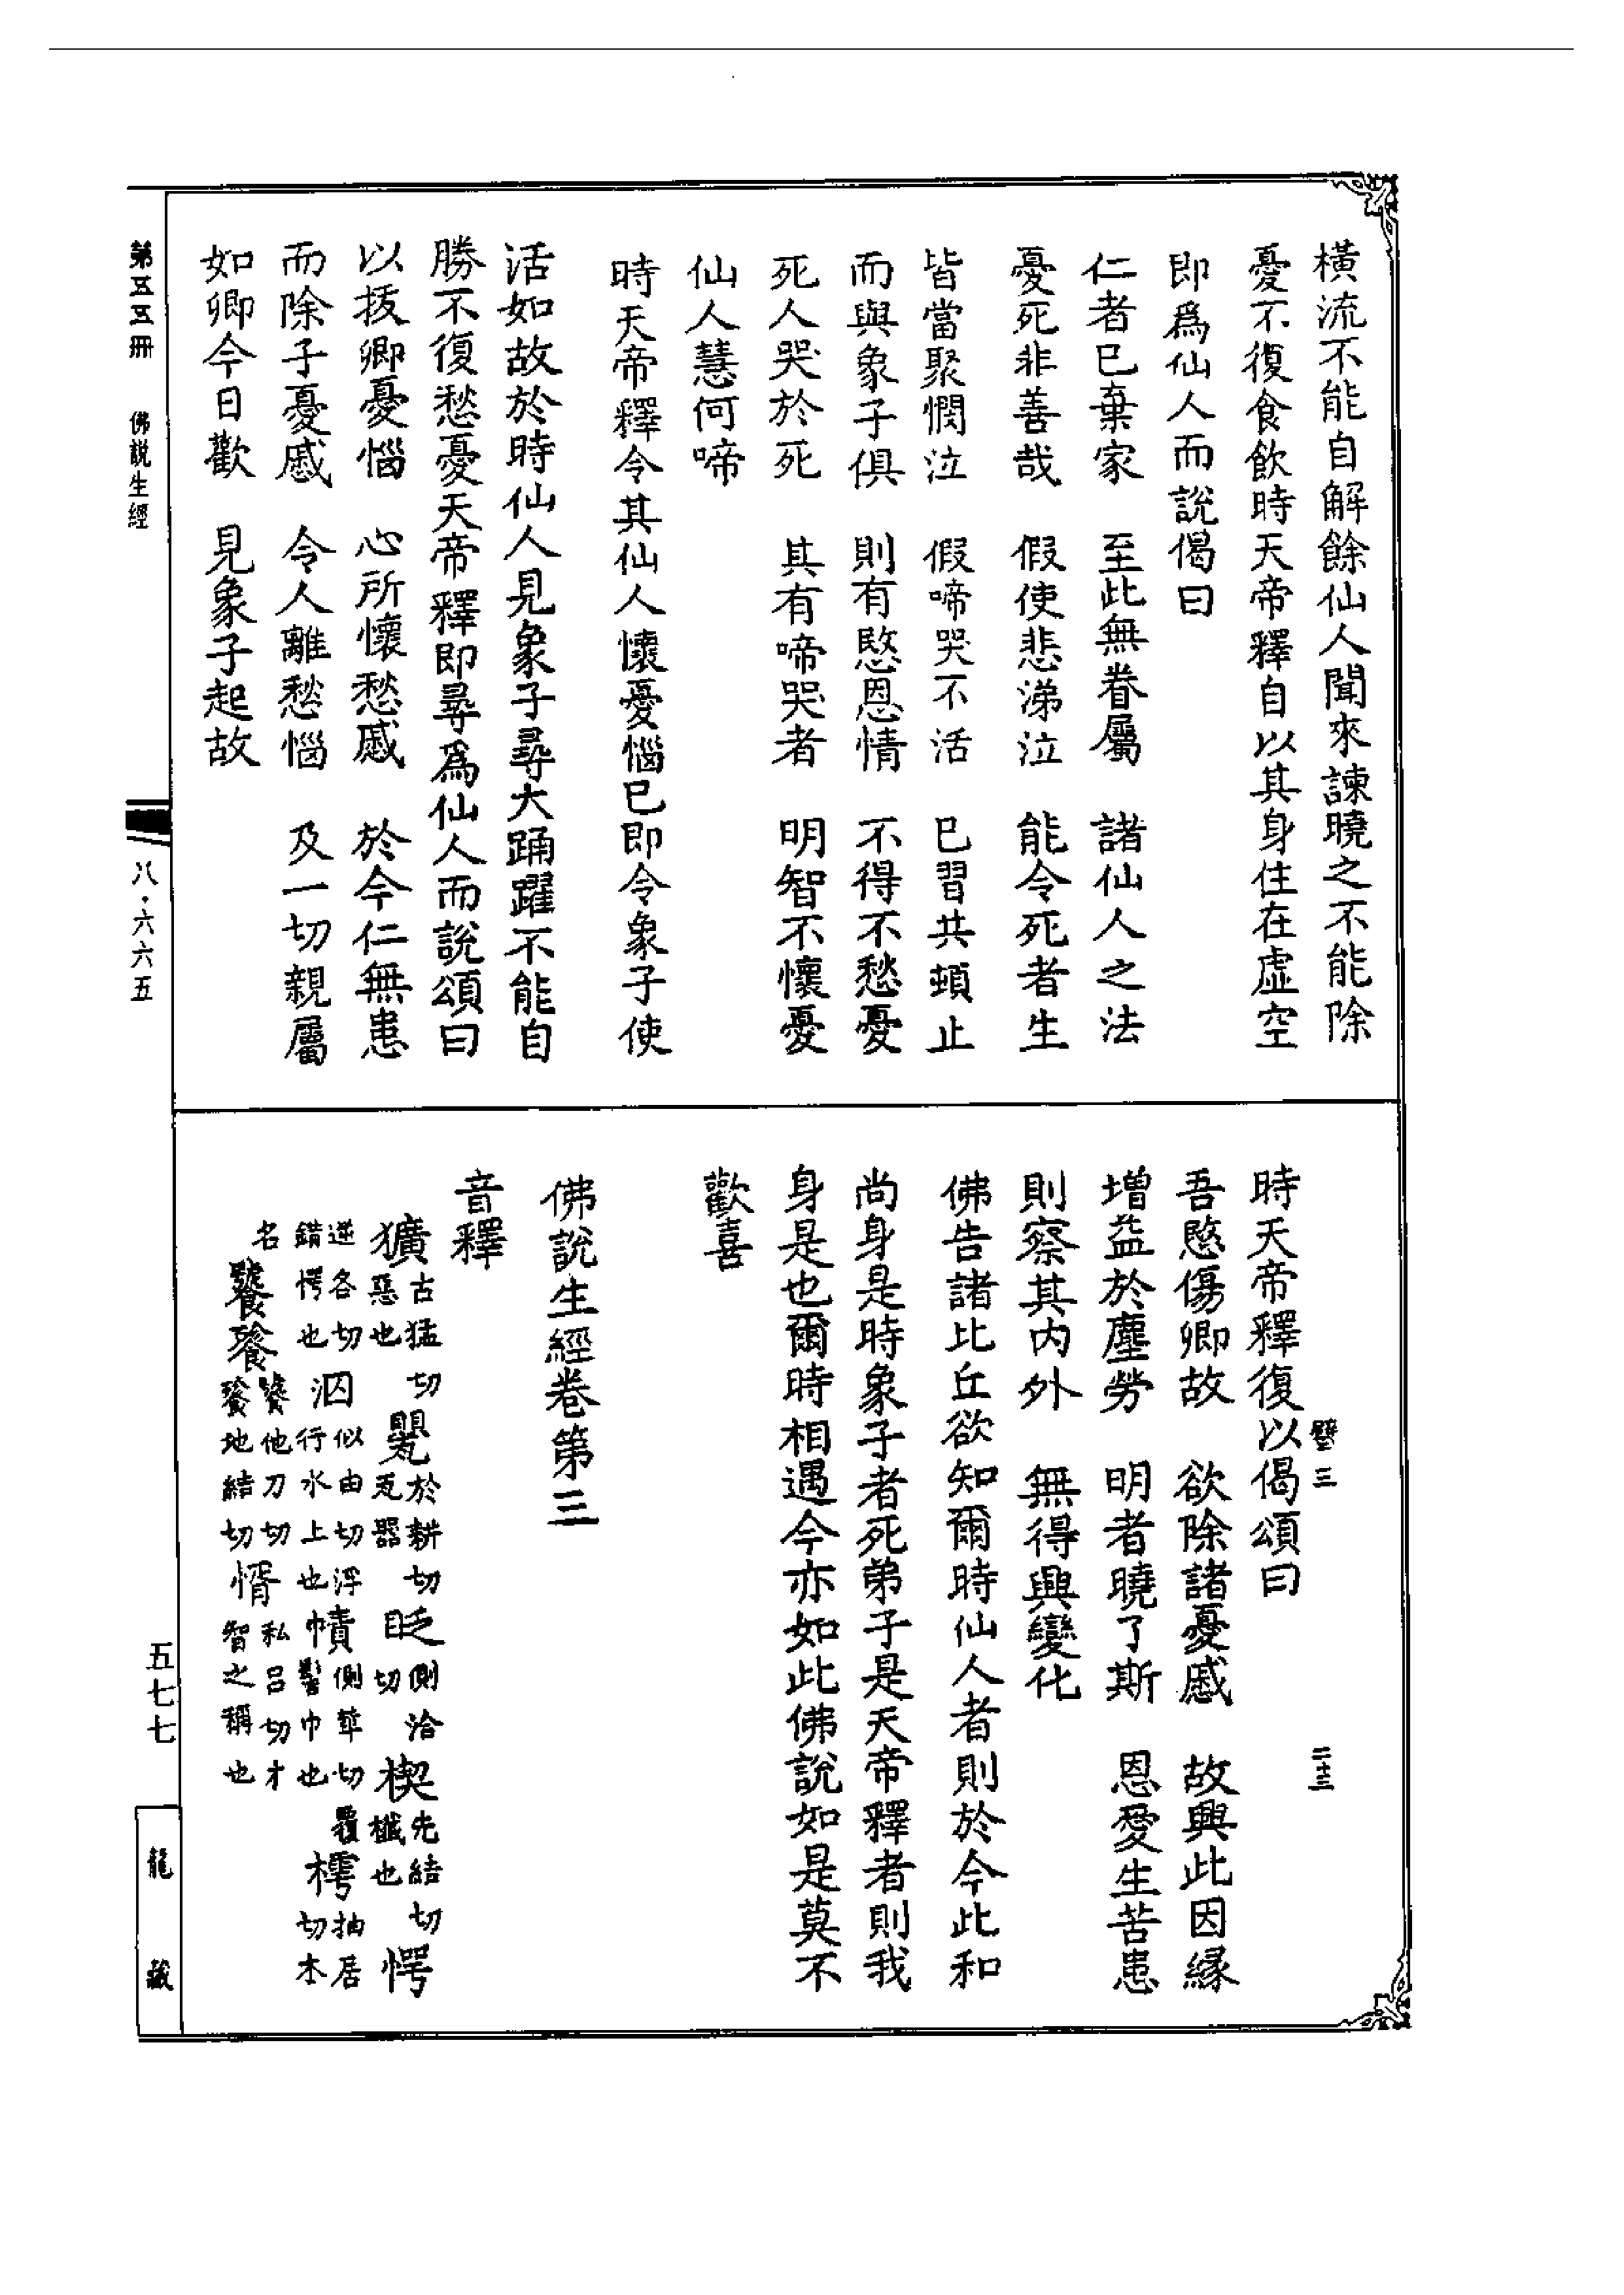 橫流不能自解餘仙人聞來諫曉之不能除
憂不復食飲時天帝釋自以其身住在虛空
即爲仙人而說偈曰
仁者已棄家　至此無眷屬　諸仙人之法
憂死非善哉　假使悲涕泣　能令死者生
皆當聚憫泣　假啼哭不活　已習共頓止
而與象子俱　則有愍恩情　不得不愁憂
死人哭於死　其有啼哭者　明智不懷憂
仙人慧何啼
時天帝釋令其仙人懷憂惱已即令象子使
活如故於時仙人見象子尋大踊躍不能自
勝不復愁憂天帝釋即尋爲仙人而說頌曰
以拔卿憂惱　心所懷愁慼　於今仁無患
而除子憂慼　令人離愁惱　及一切親屬
如卿今日歡　見象子起故
第五五冊　佛説生經
八・六六五
壁三　二十三
時天帝釋復以偈頌曰
吾愍傷卿故　欲除諸憂慼　故興此因緣
增益於塵勞　明者曉了斯　恩愛生苦患
則察其内外　無得興變化
佛告諸比丘欲知爾時仙人者則於今此和
尚身是時象子者死弟子是天帝釋者則我
身是也爾時相遇今亦如此佛說如是莫不
歡喜
佛說生經卷第三
音釋
獷古猛切惡也 甖於耕切瓦器 眨側洽切 楔先結切櫼也 愕
逆各切錯愕也 泅似由切浮行水上也 幘側革切覆髻巾也 樗抽居切木
名 饕餮饕他刀切餮地結切 惰私呂切才智之稱也
五七七
龍藏